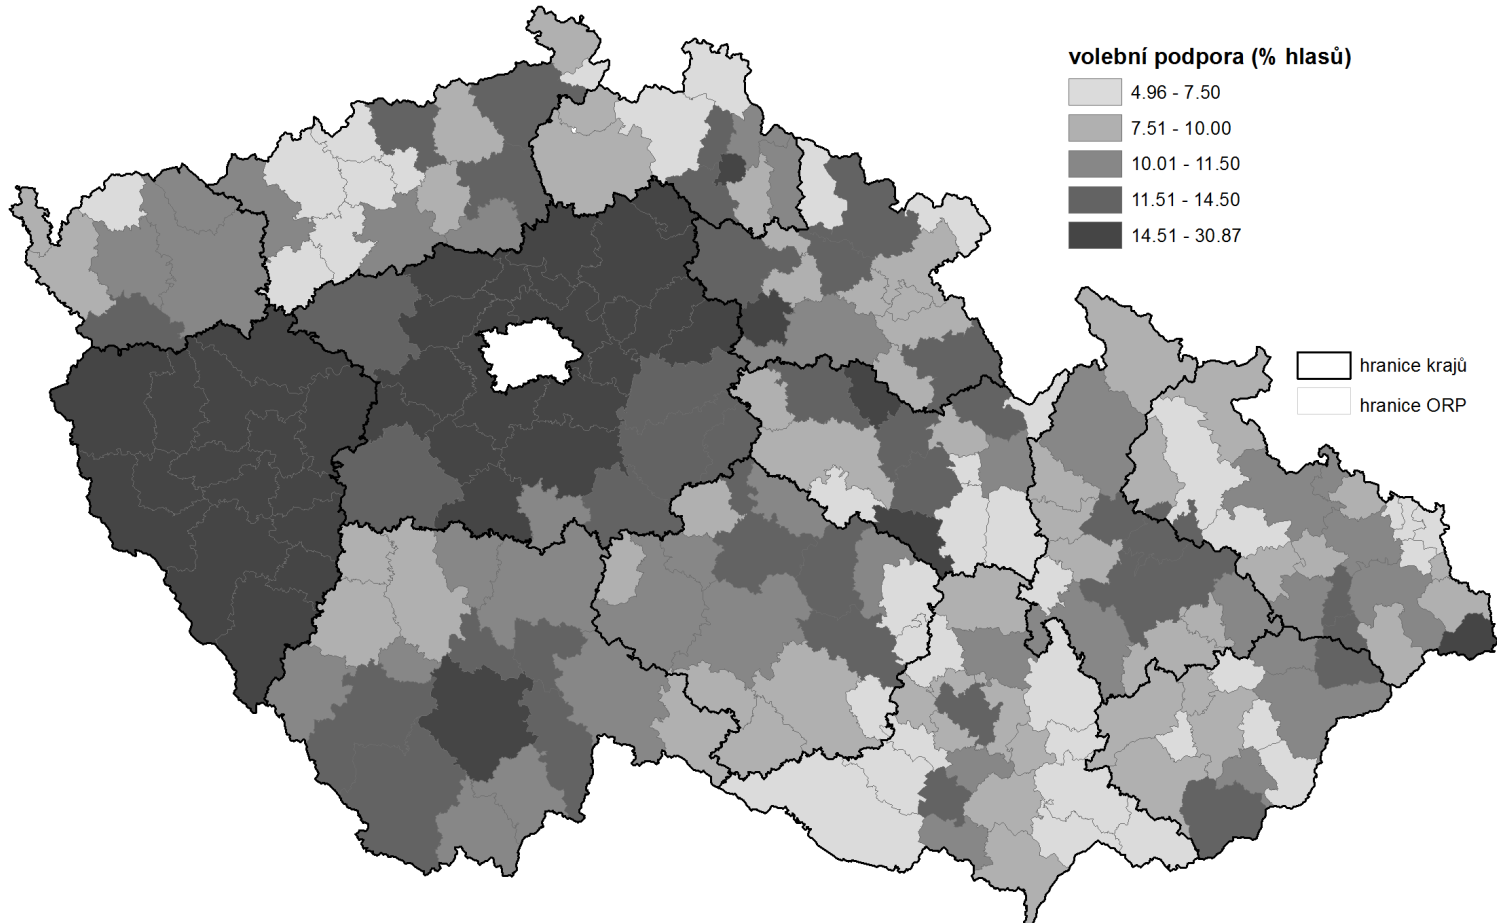 volební podpora (% hlasů)
4.96 - 7.50
7.51 - 10.00
10.01 - 11.50
11.51 - 14.50
14.51 - 30.87
hranice krajů
hranice ORP